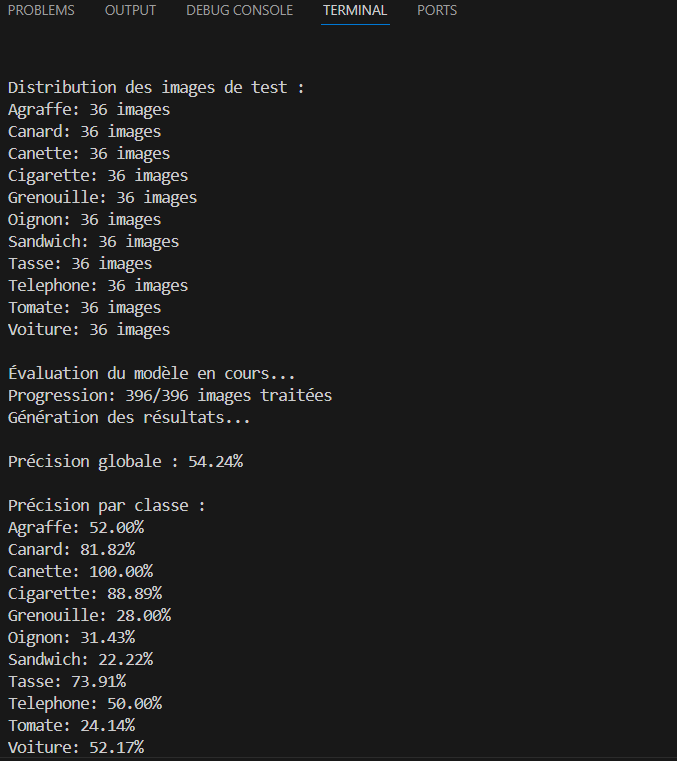 PROBLEMS OUTPUT DEBUG CONSOLE TERMINAL PORTS
Distribution des images de test :
Agraffe: 36 images
Canard: 36 images
Canette: 36 images
Cigarette: 36 images
Grenouille: 36 images
Oignon: 36 images
Sandwich: 36 images
Tasse: 36 images
Telephone: 36 images
Tomate: 36 images
Voiture: 36 images
Évaluation du modèle en cours...
Progression: 396/396 images traitées
Génération des résultats...
Précision globale : 54.24%
Précision par classe :
Agraffe: 52.00%
Canard: 81.82%
Canette: 100.00%
Cigarette: 88.89%
Grenouille: 28.00%
Oignon: 31.43%
Sandwich: 22.22%
Tasse: 73.91%
Telephone: 50.00%
Tomate: 24.14%
Voiture: 52.17%